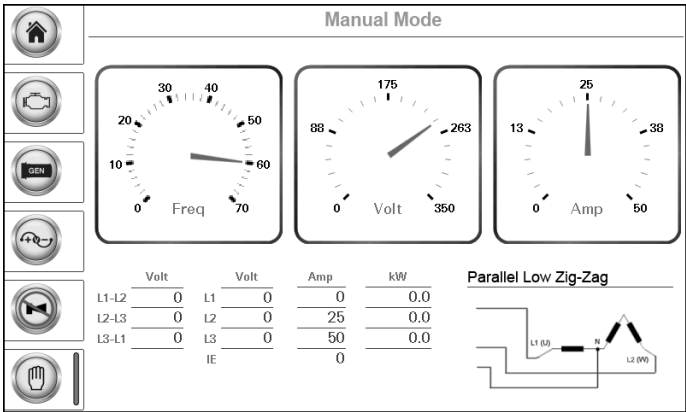 Manual Mode
GEN
0 10 20 30 40 50 60 70
Freq
0 88 175 263 350
Volt
0 13 25 38 50
Amp
Volt Volt Amp kW
L1-L2 0 L1 0 0 0.0
L2-L3 0 L2 0 25 0.0
L3-L1 0 L3 0 50 0.0
IE 0
Parallel Low Zig-Zag
L1 (U) N L2 (W)